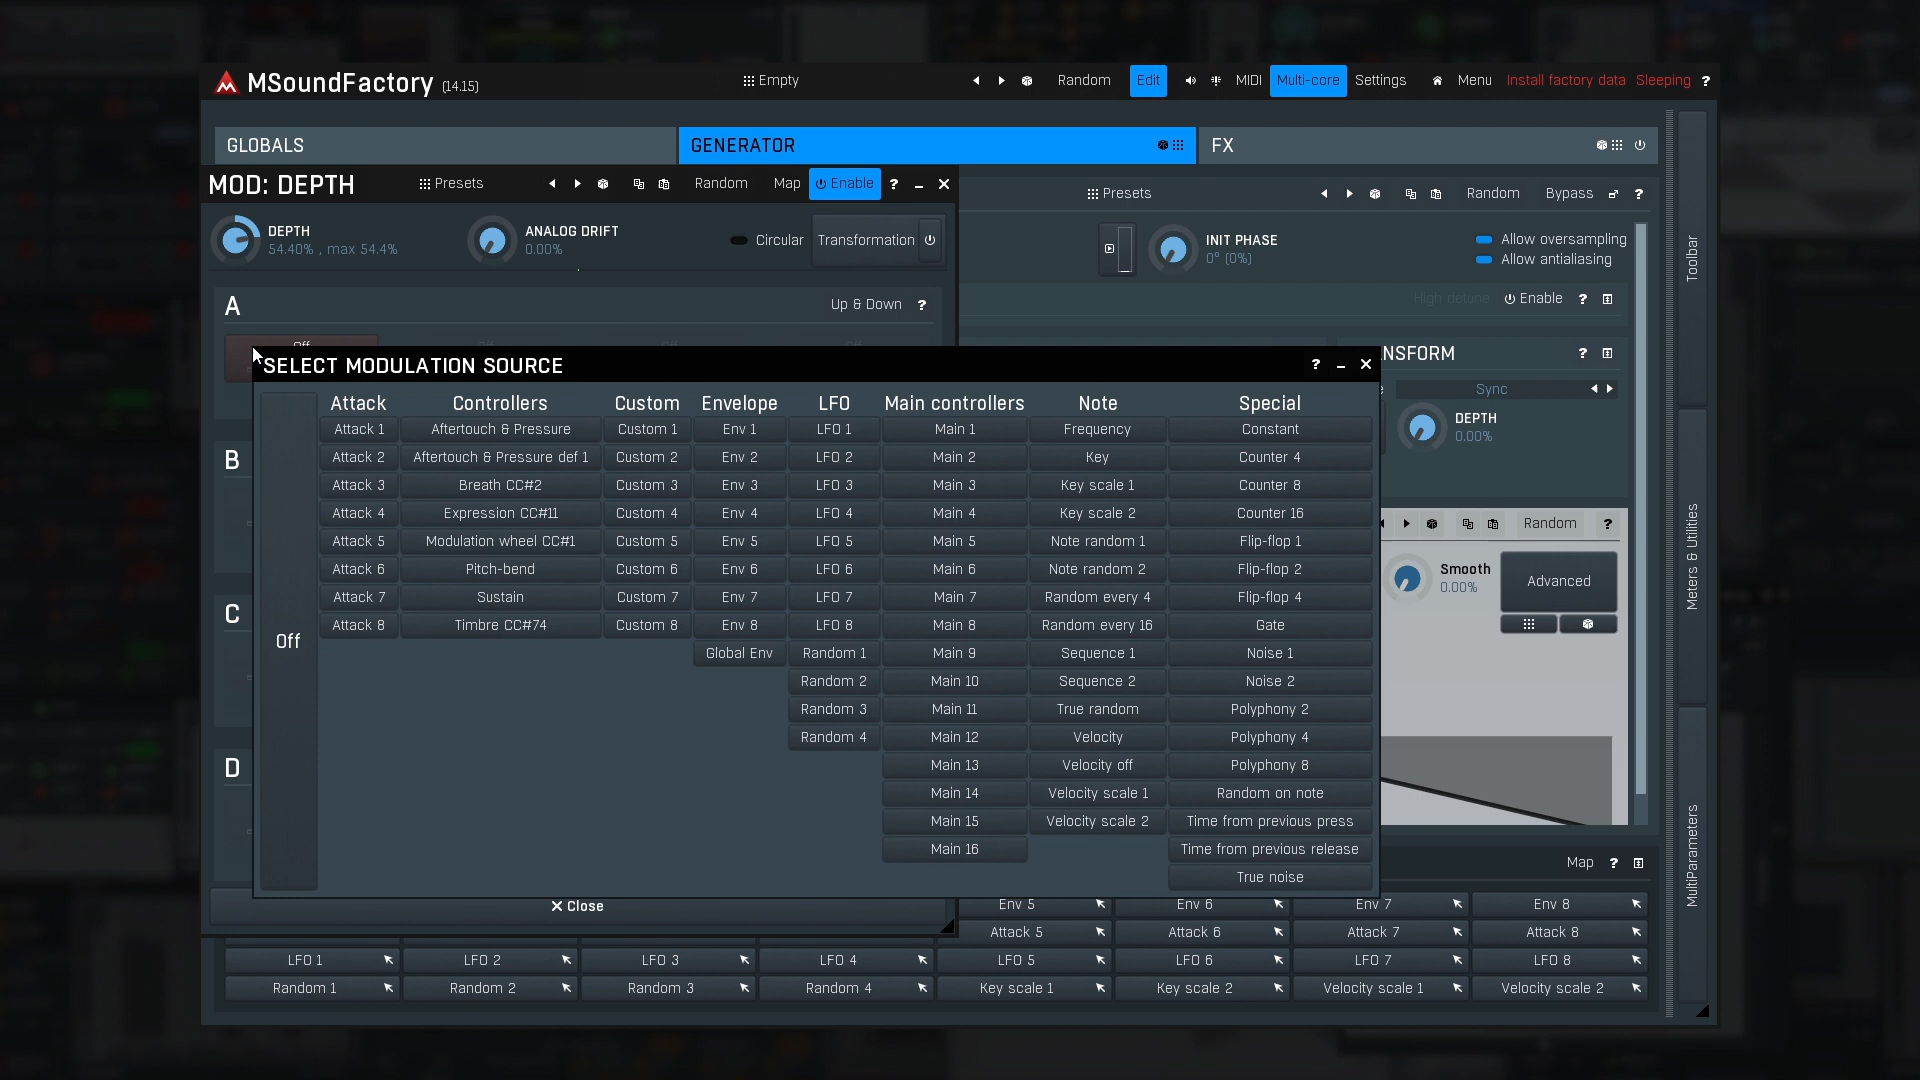 MSoundFactory (14.15)
Empty
Random
Edit
MIDI
Multi-core
Settings
Menu
Install factory data
Sleeping
?
GLOBALS
GENERATOR
FX
MOD: DEPTH
Presets
Random
Map
Enable
?
Presets
Random
Bypass
?
DEPTH
54.40% , max 54.4%
ANALOG DRIFT
0.00%
Circular
Transformation
INIT PHASE
0° (0%)
Allow oversampling
Allow antialiasing
Toolbar
High detune
Enable
?
A
Up & Down
?
Off
Off
Off
Off
SELECT MODULATION SOURCE
?
NSFORM
?
Sync
DEPTH
0.00%
Off
Attack
Attack 1
Attack 2
Attack 3
Attack 4
Attack 5
Attack 6
Attack 7
Attack 8
Controllers
Aftertouch & Pressure
Aftertouch & Pressure def 1
Breath CC#2
Expression CC#11
Modulation wheel CC#1
Pitch-bend
Sustain
Timbre CC#74
Custom
Custom 1
Custom 2
Custom 3
Custom 4
Custom 5
Custom 6
Custom 7
Custom 8
Envelope
Env 1
Env 2
Env 3
Env 4
Env 5
Env 6
Env 7
Env 8
Global Env
LFO
LFO 1
LFO 2
LFO 3
LFO 4
LFO 5
LFO 6
LFO 7
LFO 8
Random 1
Random 2
Random 3
Random 4
Main controllers
Main 1
Main 2
Main 3
Main 4
Main 5
Main 6
Main 7
Main 8
Main 9
Main 10
Main 11
Main 12
Main 13
Main 14
Main 15
Main 16
Note
Frequency
Key
Key scale 1
Key scale 2
Note random 1
Note random 2
Random every 4
Random every 16
Sequence 1
Sequence 2
True random
Velocity
Velocity off
Velocity scale 1
Velocity scale 2
Special
Constant
Counter 4
Counter 8
Counter 16
Flip-flop 1
Flip-flop 2
Flip-flop 4
Gate
Noise 1
Noise 2
Polyphony 2
Polyphony 4
Polyphony 8
Random on note
Time from previous press
Time from previous release
True noise
B
C
D
Random
?
Smooth
0.00%
Advanced
Meters & Utilities
MultiParameters
Map
?
Close
Env 5
Env 6
Env 7
Env 8
Attack 5
Attack 6
Attack 7
Attack 8
LFO 1
LFO 2
LFO 3
LFO 4
LFO 5
LFO 6
LFO 7
LFO 8
Random 1
Random 2
Random 3
Random 4
Key scale 1
Key scale 2
Velocity scale 1
Velocity scale 2